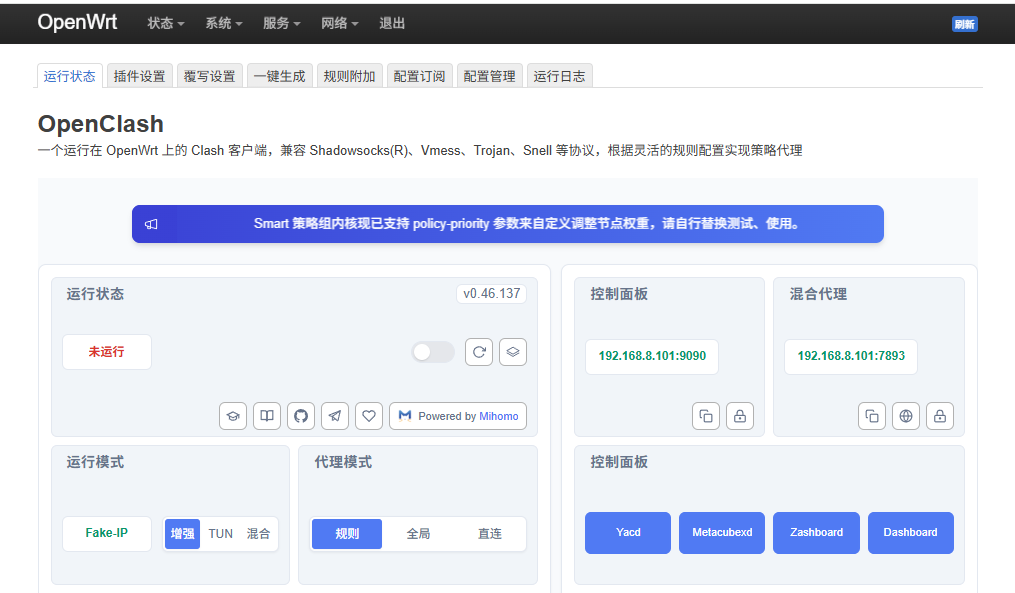 OpenWrt 状态 系统 服务 网络 退出 刷新
运行状态 插件设置 覆写设置 一键生成 规则附加 配置订阅 配置管理 运行日志
OpenClash
一个运行在 OpenWrt 上的 Clash 客户端，兼容 Shadowsocks(R)、Vmess、Trojan、Snell 等协议，根据灵活的规则配置实现策略代理
Smart 策略组内核现已支持 policy-priority 参数来自定义调整节点权重，请自行替换测试、使用。
运行状态 v0.46.137
未运行
Powered by Mihomo
控制面板
192.168.8.101:9090
混合代理
192.168.8.101:7893
运行模式
Fake-IP 增强 TUN 混合
代理模式
规则 全局 直连
控制面板
Yacd Metacubexd Zashboard Dashboard